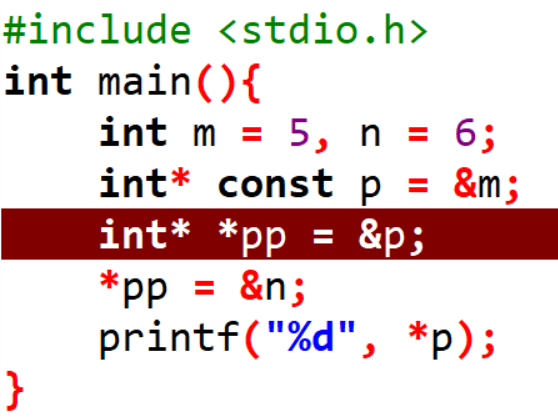 #include <stdio.h>
int main(){
    int m = 5, n = 6;
    int* const p = &m;
    int* *pp = &p;
    *pp = &n;
    printf("%d", *p);
}